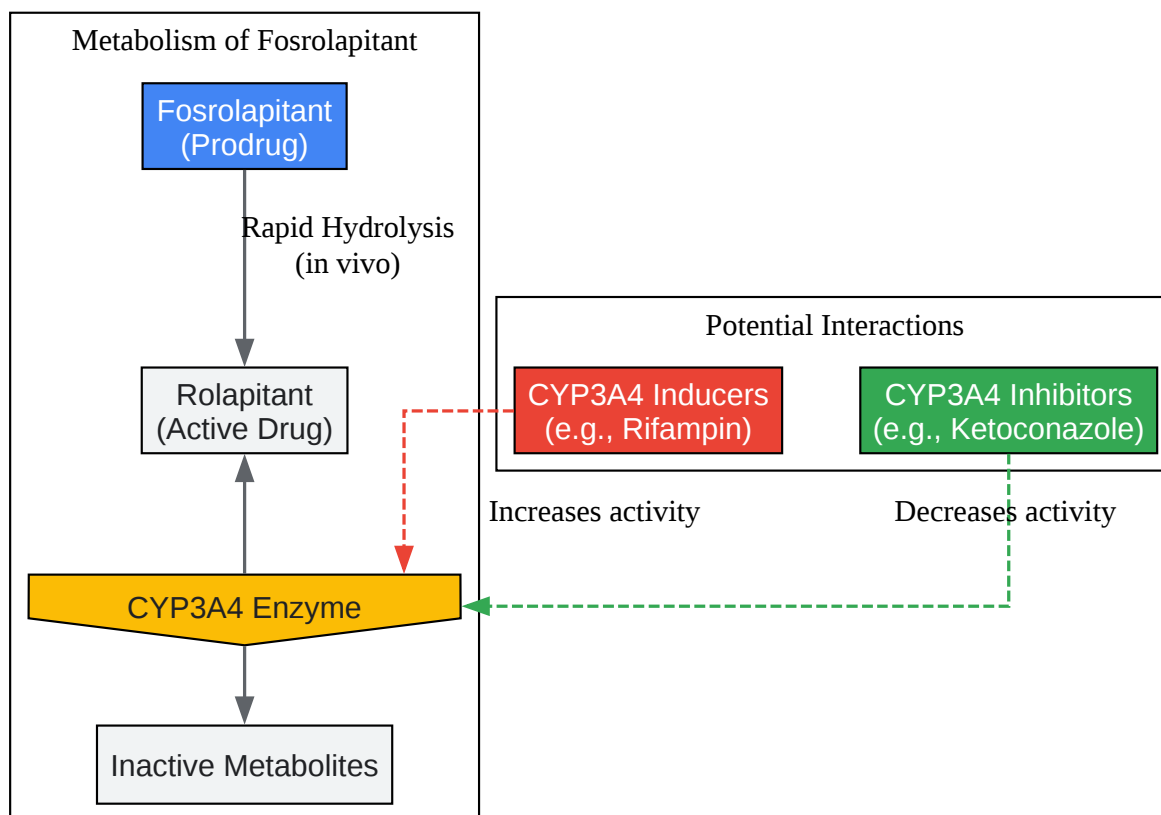 Metabolism of Fosrolapitant
Fosrolapitant
(Prodrug)
Rapid Hydrolysis
(in vivo)
Rolapitant
(Active Drug)
CYP3A4 Enzyme
Inactive Metabolites
Potential Interactions
CYP3A4 Inducers
(e.g., Rifampin)
CYP3A4 Inhibitors
(e.g., Ketoconazole)
Increases activity
Decreases activity